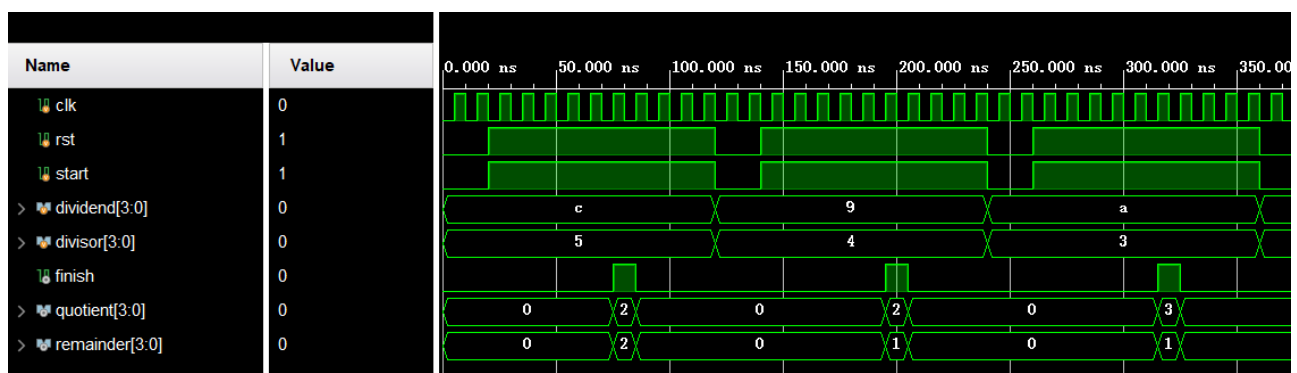 Name Value
0.000 ns 50.000 ns 100.000 ns 150.000 ns 200.000 ns 250.000 ns 300.000 ns 350.00
clk 0
rst 1
start 1
dividend[3:0] 0 c 9 a
divisor[3:0] 0 5 4 3
finish 0
quotient[3:0] 0 0 2 0 2 0 3
remainder[3:0] 0 0 2 0 1 0 1